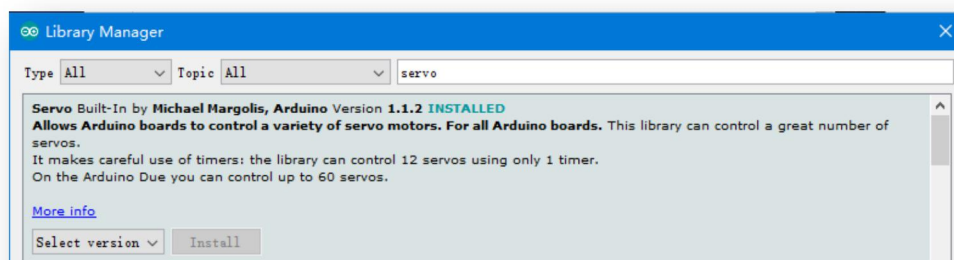 Library Manager
Type All Topic All servo
Servo Built-In by Michael Margolis, Arduino Version 1.1.2 INSTALLED
Allows Arduino boards to control a variety of servo motors. For all Arduino boards. This library can control a great number of
servos.
It makes careful use of timers: the library can control 12 servos using only 1 timer.
On the Arduino Due you can control up to 60 servos.
More info
Select version Install